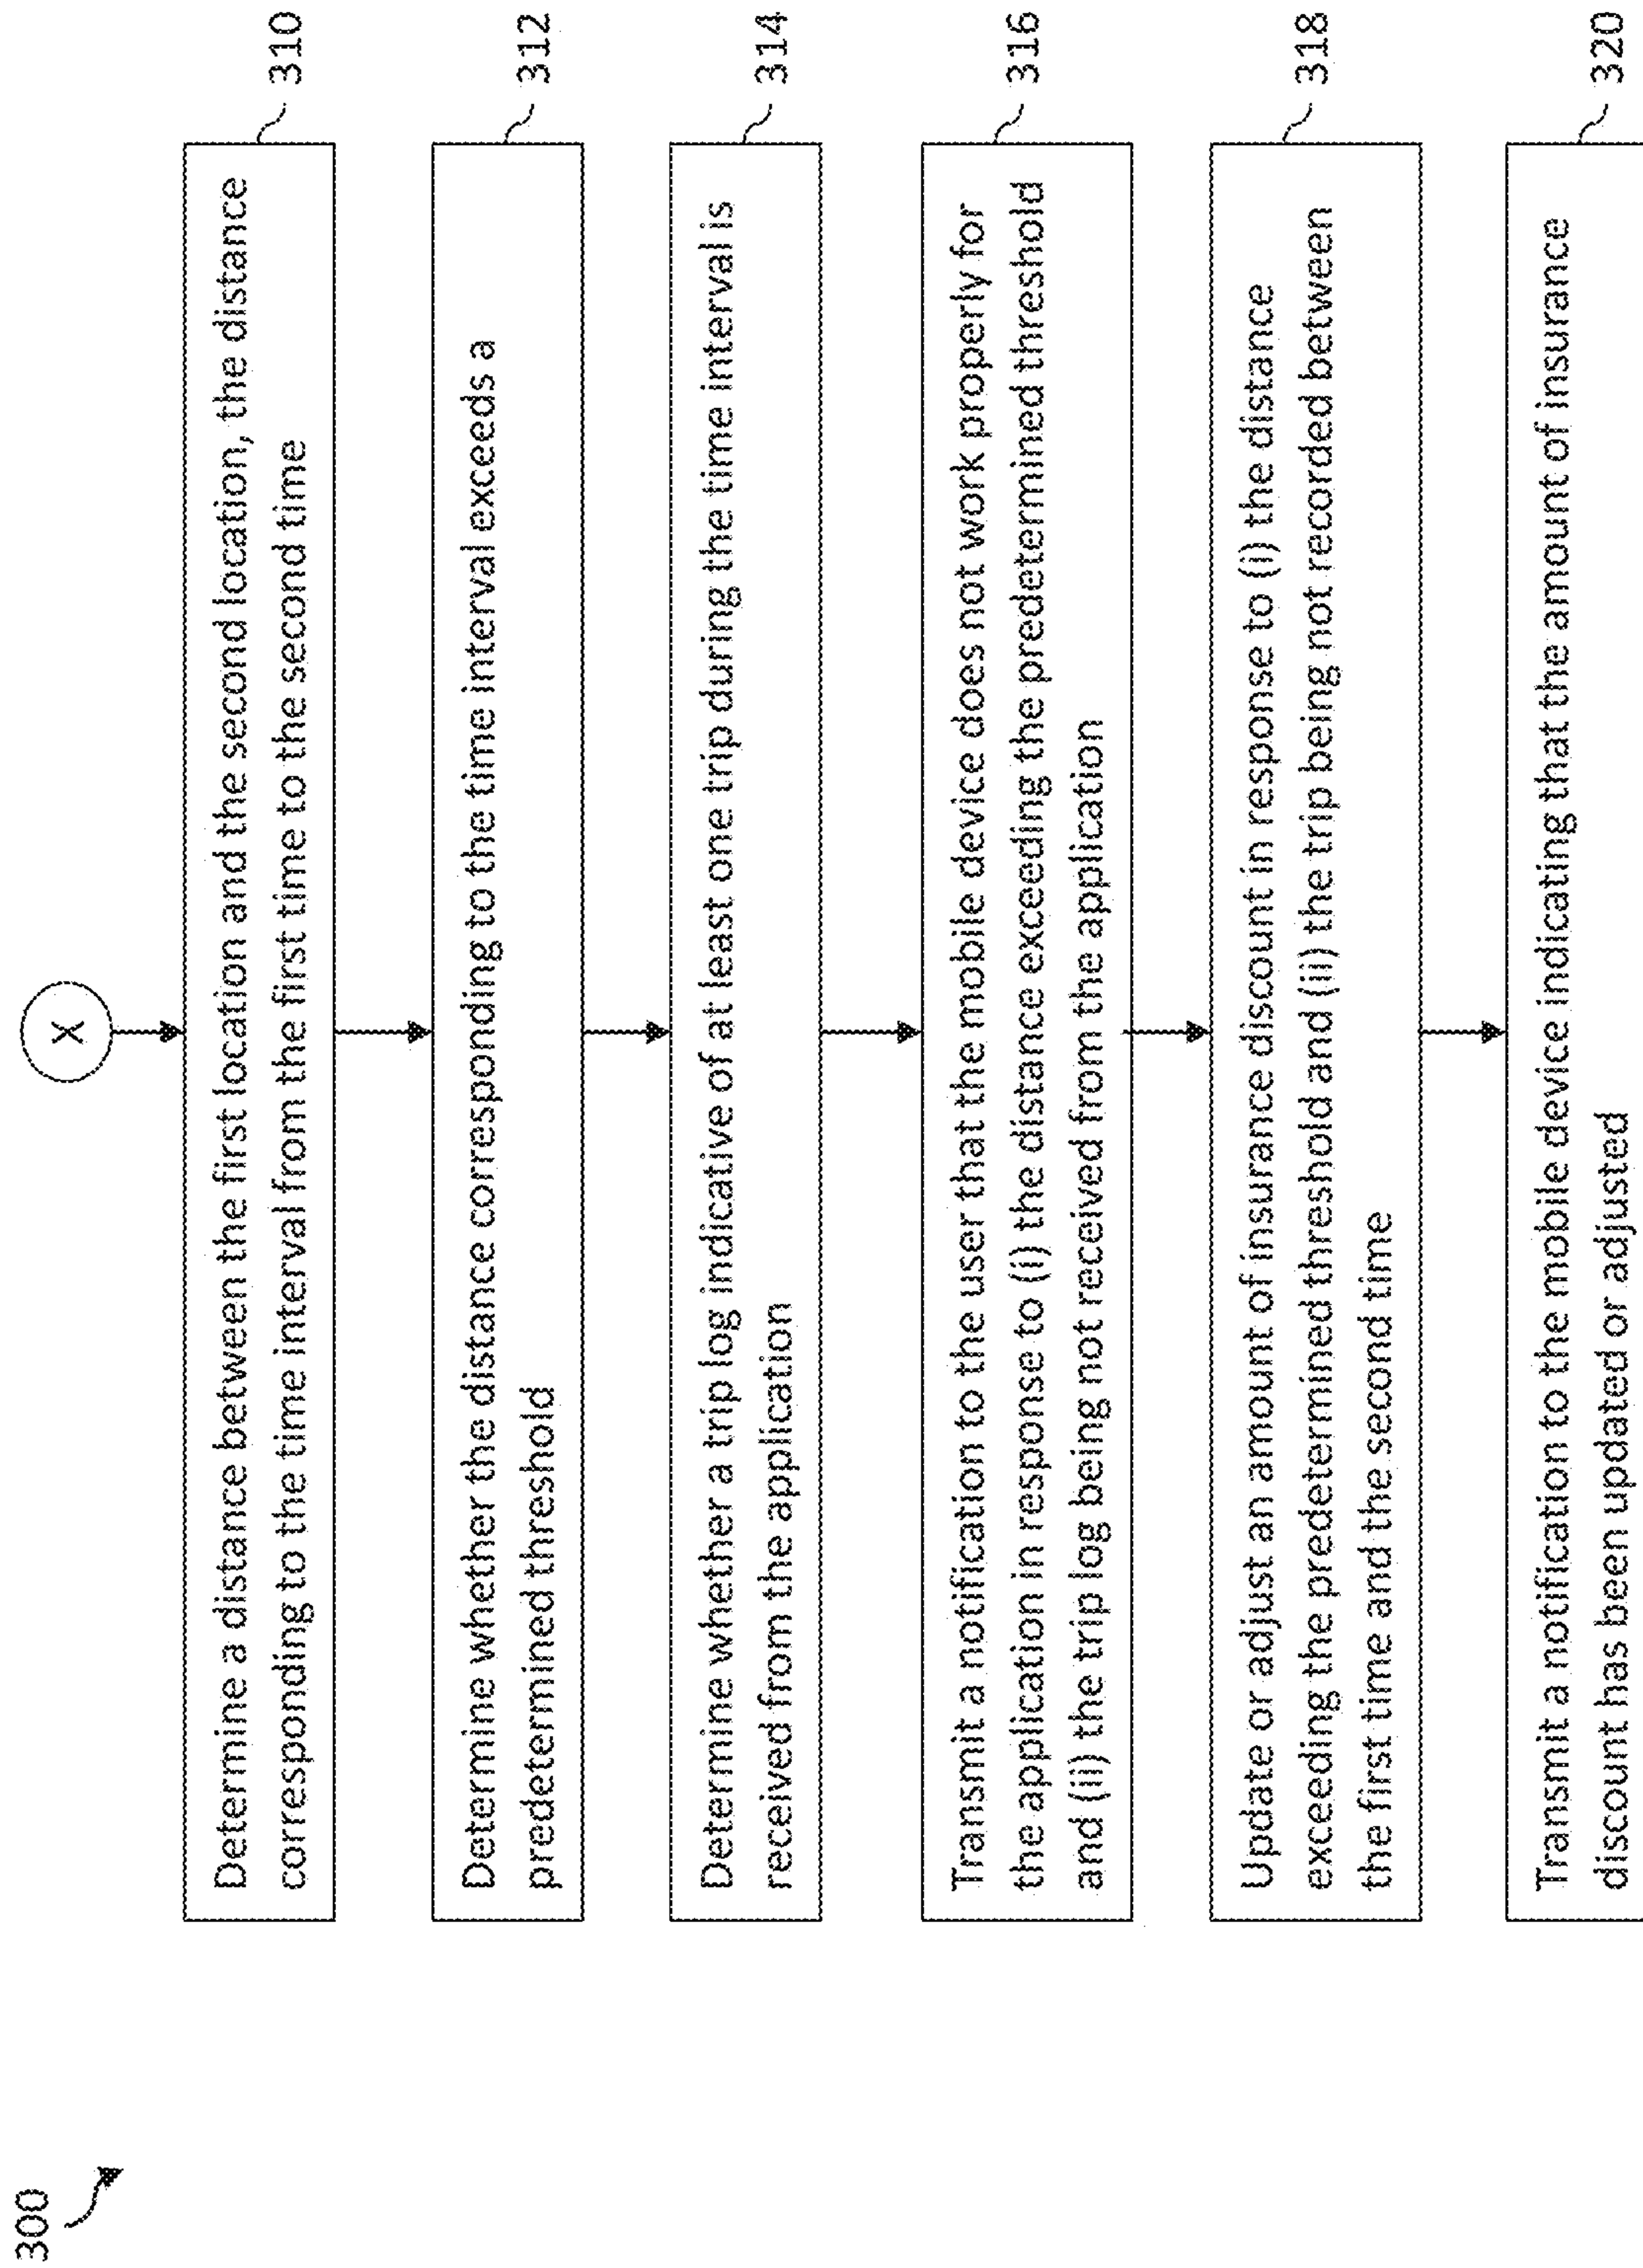 300
X
Determine a distance between the first location and the second location, the distance
corresponding to the time interval from the first time to the second time
310
Determine whether the distance corresponding to the time interval exceeds a
predetermined threshold
312
Determine whether a trip log indicative of at least one trip during the time interval is
received from the application
314
Transmit a notification to the user that the mobile device does not work properly for
the application in response to (i) the distance exceeding the predetermined threshold
and (ii) the trip log being not received from the application
316
Update or adjust an amount of insurance discount in response to (i) the distance
exceeding the predetermined threshold and (ii) the trip being not recorded between
the first time and the second time
318
Transmit a notification to the mobile device indicating that the amount of insurance
discount has been updated or adjusted
320